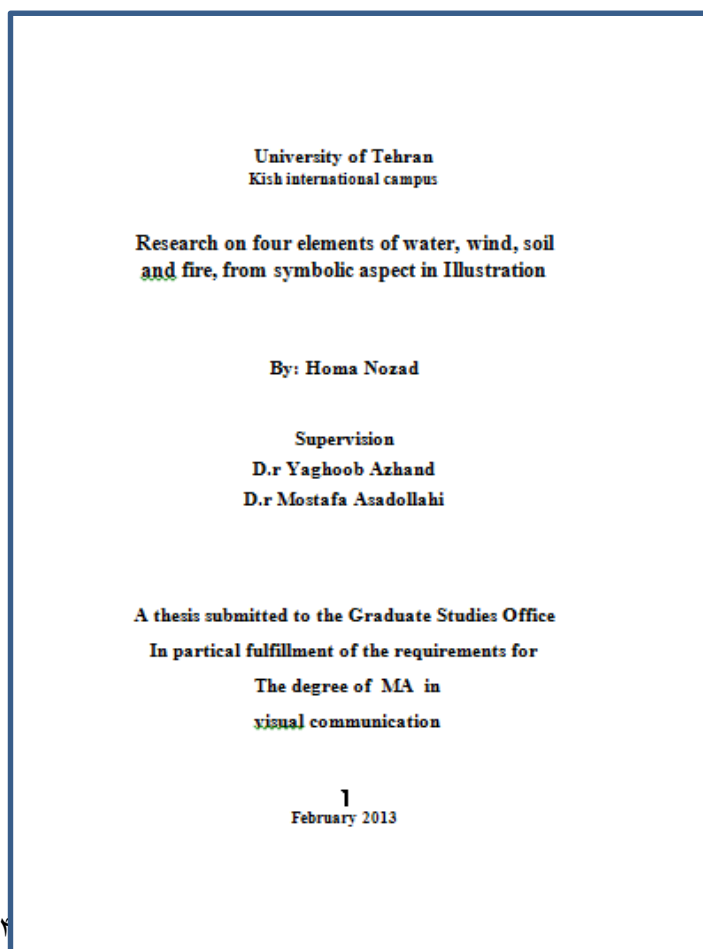 University of Tehran
Kish international campus
Research on four elements of water, wind, soil
and fire, from symbolic aspect in Illustration
By: Homa Nozad
Supervision
D.r Yaghoob Azhand
D.r Mostafa Asadollahi
A thesis submitted to the Graduate Studies Office
In partical fulfillment of the requirements for
The degree of MA in
visual communication
1
February 2013
۴